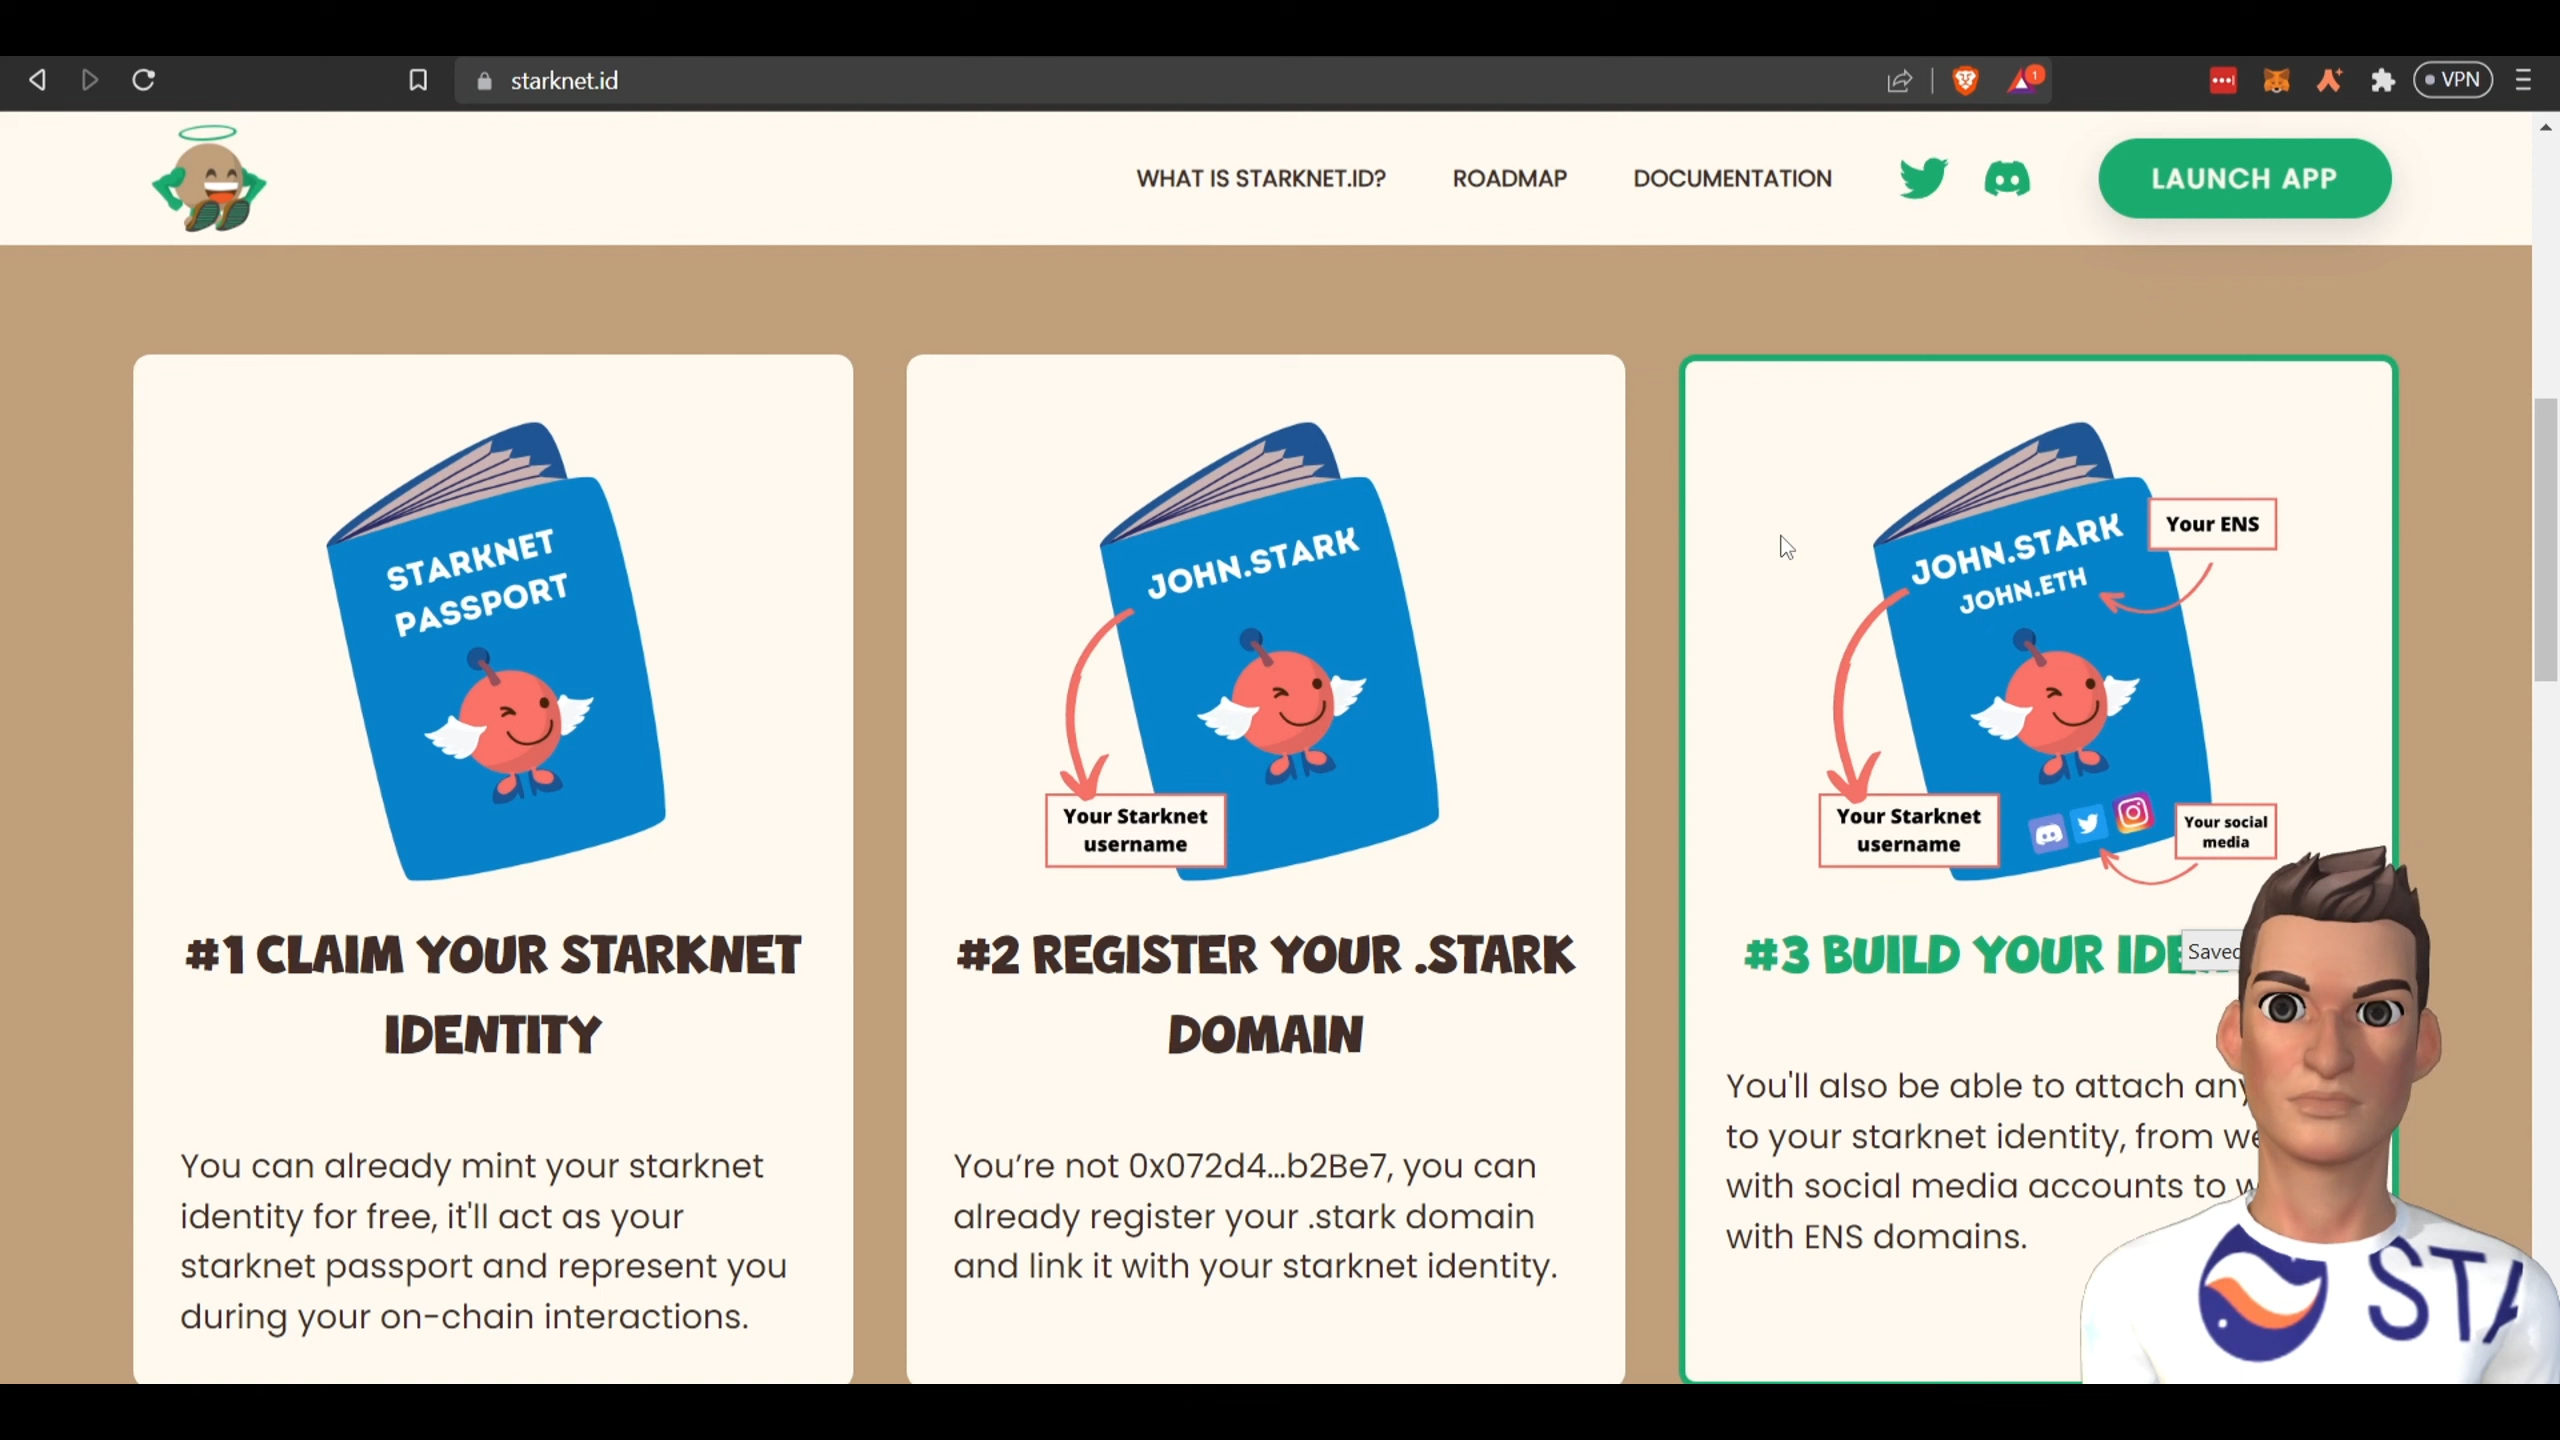 starknet.id
1
VPN
WHAT IS STARKNET.ID?
ROADMAP
DOCUMENTATION
LAUNCH APP
STARKNET
PASSPORT
#1 CLAIM YOUR STARKNET
IDENTITY
You can already mint your starknet
identity for free, it'll act as your
starknet passport and represent you
during your on-chain interactions.
JOHN.STARK
Your Starknet
username
#2 REGISTER YOUR .STARK
DOMAIN
You're not 0x072d4...b2Be7, you can
already register your .stark domain
and link it with your starknet identity.
JOHN.STARK
JOHN.ETH
Your ENS
Your Starknet
username
Your social
media
#3 BUILD YOUR
Saved
You'll also be able to attach
to your starknet identity, from
with social media accounts to
with ENS domains.